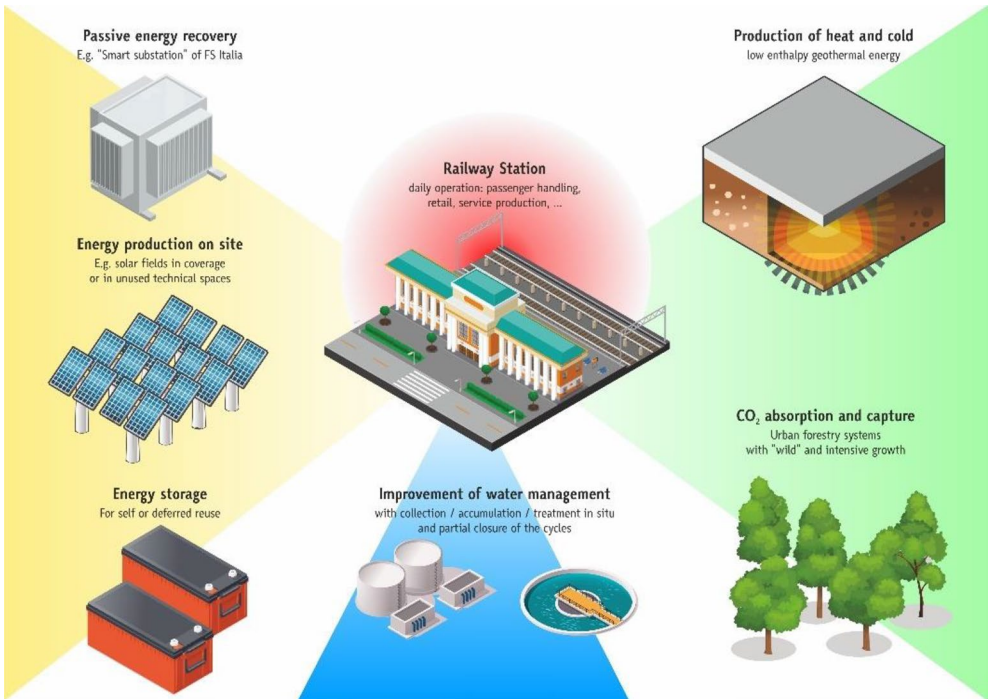 Passive energy recovery
E.g. "Smart substation" of FS Italia
Energy production on site
E.g. solar fields in coverage
or in unused technical spaces
Energy storage
For self or deferred reuse
Railway Station
daily operation: passenger handling,
retail, service production, ...
Improvement of water management
with collection / accumulation / treatment in situ
and partial closure of the cycles
Production of heat and cold
low enthalpy geothermal energy
CO₂ absorption and capture
Urban forestry systems
with "wild" and intensive growth